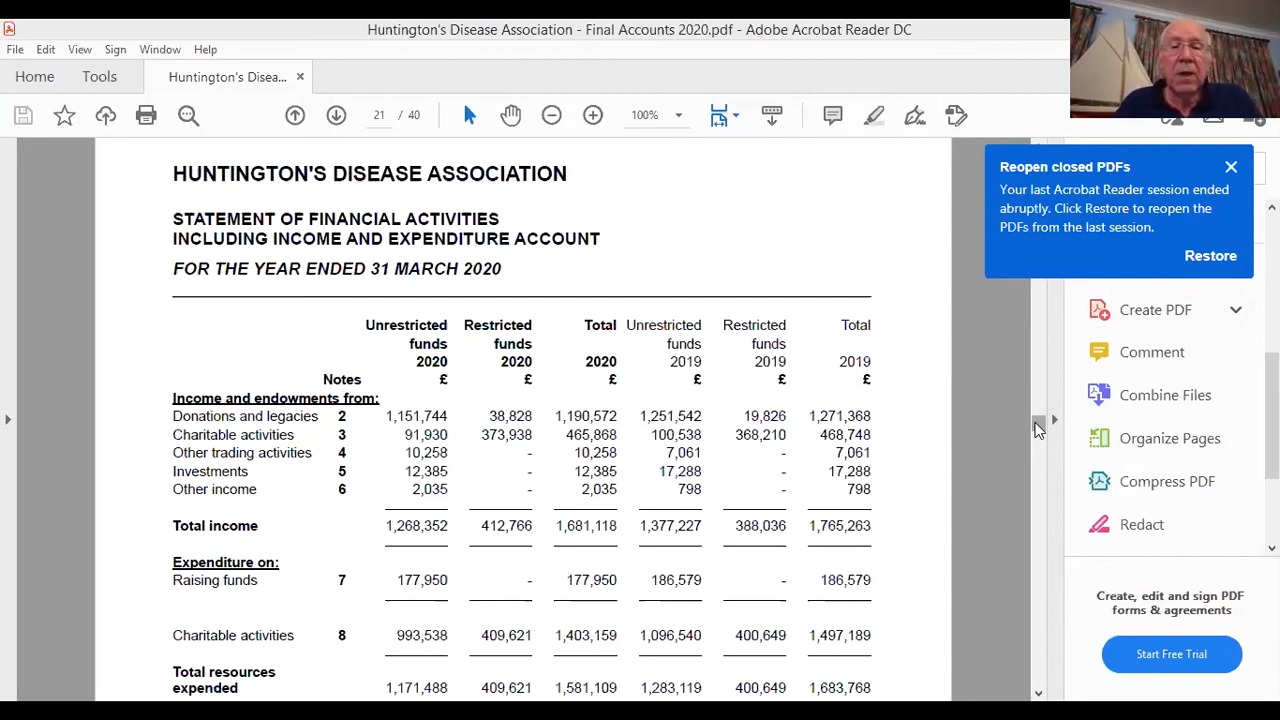 Huntington's Disease Association - Final Accounts 2020.pdf - Adobe Acrobat Reader DC
File Edit View Sign Window Help
Home Tools Huntington's Disea... ×
21 / 40 100%
Reopen closed PDFs
Your last Acrobat Reader session ended
abruptly. Click Restore to reopen the
PDFs from the last session.
Restore
HUNTINGTON'S DISEASE ASSOCIATION
STATEMENT OF FINANCIAL ACTIVITIES
INCLUDING INCOME AND EXPENDITURE ACCOUNT
FOR THE YEAR ENDED 31 MARCH 2020
Unrestricted Restricted Total Unrestricted Restricted Total
funds funds funds funds
2020 2020 2020 2019 2019 2019
Notes £ £ £ £ £ £
Income and endowments from:
Donations and legacies 2 1,151,744 38,828 1,190,572 1,251,542 19,826 1,271,368
Charitable activities 3 91,930 373,938 465,868 100,538 368,210 468,748
Other trading activities 4 10,258 - 10,258 7,061 - 7,061
Investments 5 12,385 - 12,385 17,288 - 17,288
Other income 6 2,035 - 2,035 798 - 798
Total income 1,268,352 412,766 1,681,118 1,377,227 388,036 1,765,263
Expenditure on:
Raising funds 7 177,950 - 177,950 186,579 - 186,579
Charitable activities 8 993,538 409,621 1,403,159 1,096,540 400,649 1,497,189
Total resources
expended 1,171,488 409,621 1,581,109 1,283,119 400,649 1,683,768
Create PDF
Comment
Combine Files
Organize Pages
Compress PDF
Redact
Create, edit and sign PDF
forms & agreements
Start Free Trial